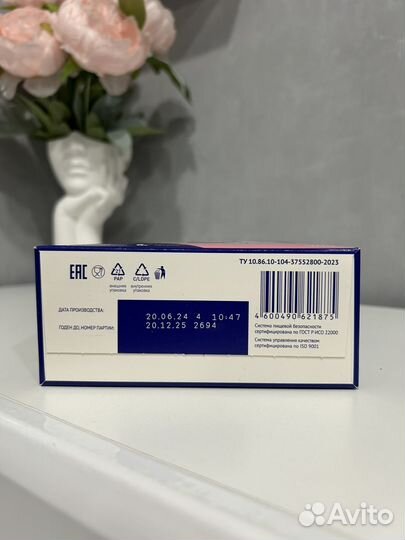 ТУ 10.86.10-104-37552800-2023
EAC
21
PAP
C/LDPE
внешняя
упаковка
внутренняя
упаковка
ДАТА ПРОИЗВОДСТВА:
20.06.24 4 10:47
ГОДЕН ДО, НОМЕР ПАРТИИ:
20.12.25 2694
4 600490 621875
Система пищевой безопасности
сертифицирована по ГОСТ Р ИСО 22000
Система управления качеством
сертифицирована по ISO 9001
Avito